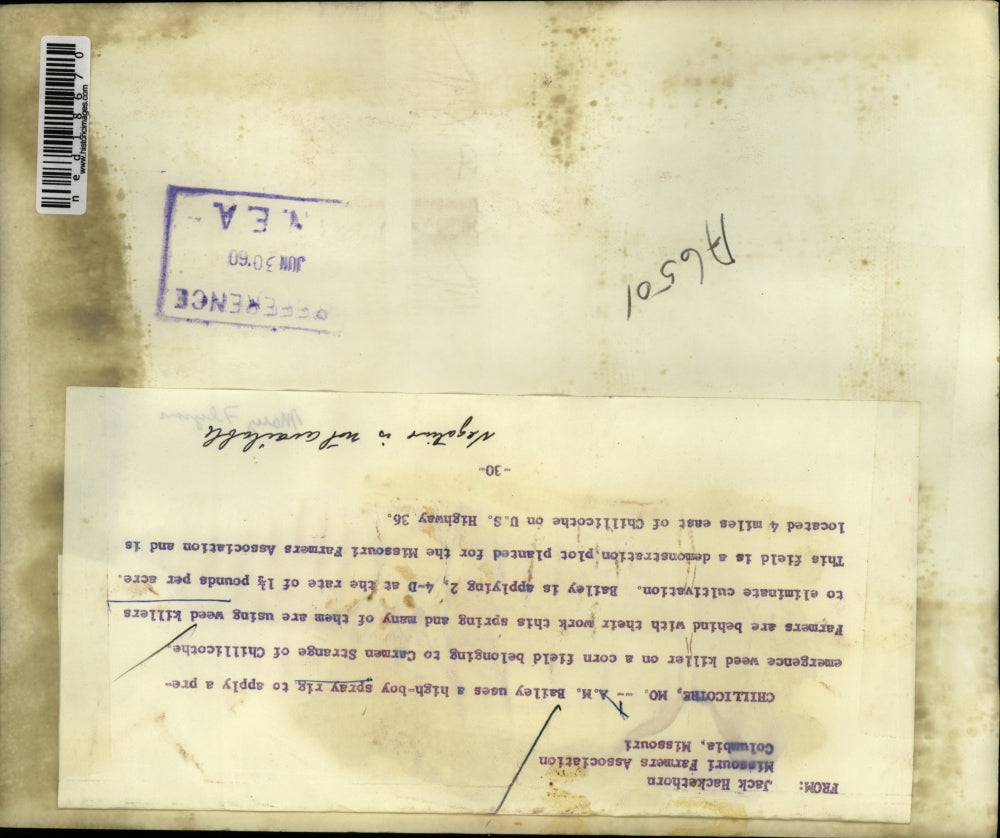 FROM: Jack Hackethorn
Missouri Farmers Association
Columbia, Missouri
CHILLICOTHE, MO. -- A.M. Bailey uses a high-boy spray rig to apply a pre-
emergence weed killer on a corn field belonging to Carmen Strange of Chillicothe.
Farmers are behind with their work this spring and many of them are using weed killers
to eliminate cultivation. Bailey is applying 2, 4-D at the rate of 1½ pounds per acre.
This field is a demonstration plot planted for the Missouri Farmers Association and is
located 4 miles east of Chillicothe on U.S. Highway 36.
-30-
Negative is not available
A6501
REFERENCE
JUN 30 '60
N.E.A.
ned18670
www.historicimages.com